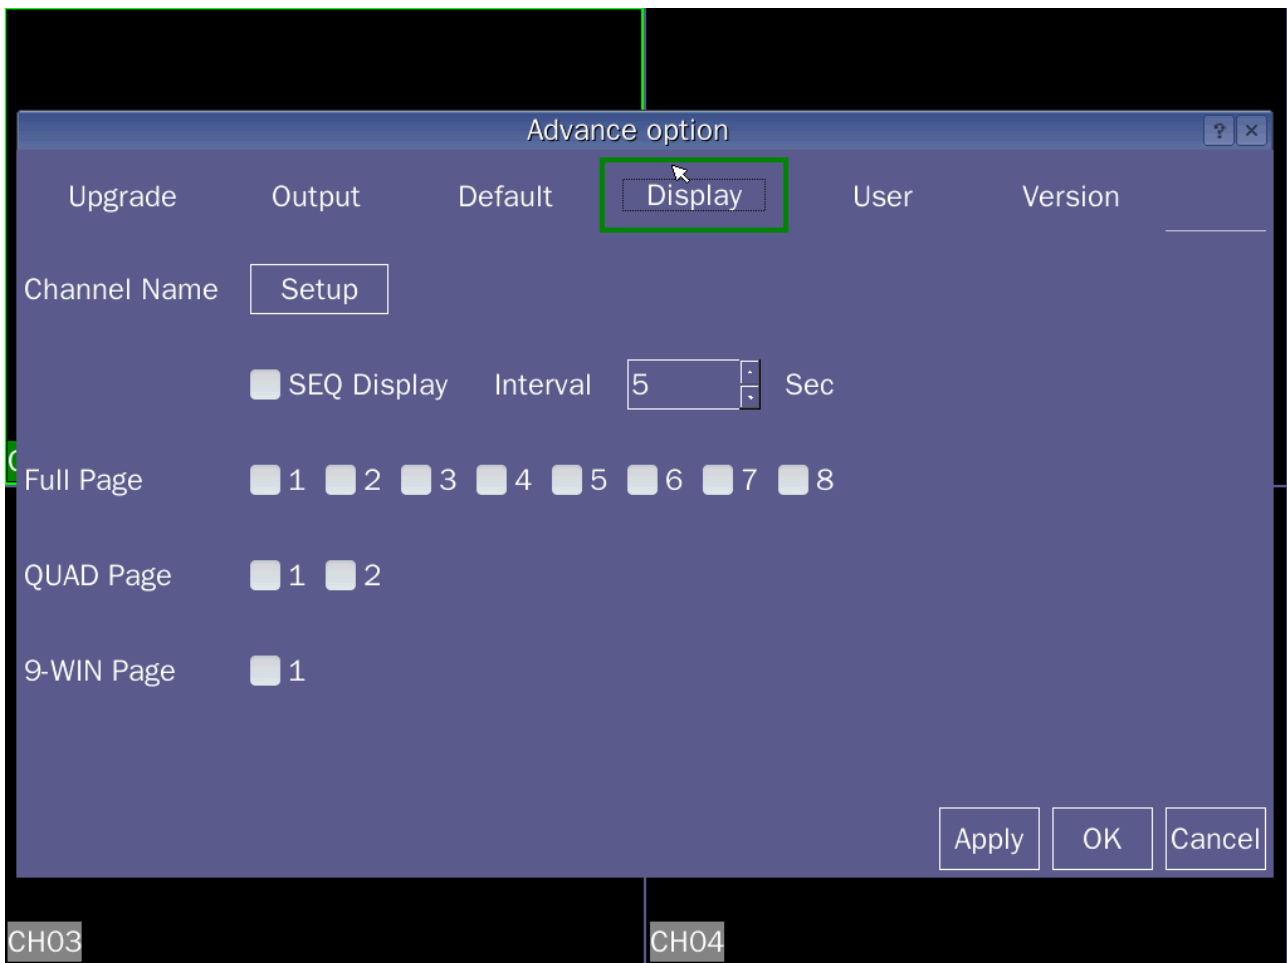 Advance option ? ×
Upgrade Output Default Display User Version
Channel Name Setup
SEQ Display Interval 5 Sec
Full Page 1 2 3 4 5 6 7 8
QUAD Page 1 2
9-WIN Page 1
Apply OK Cancel
CH03 CH04